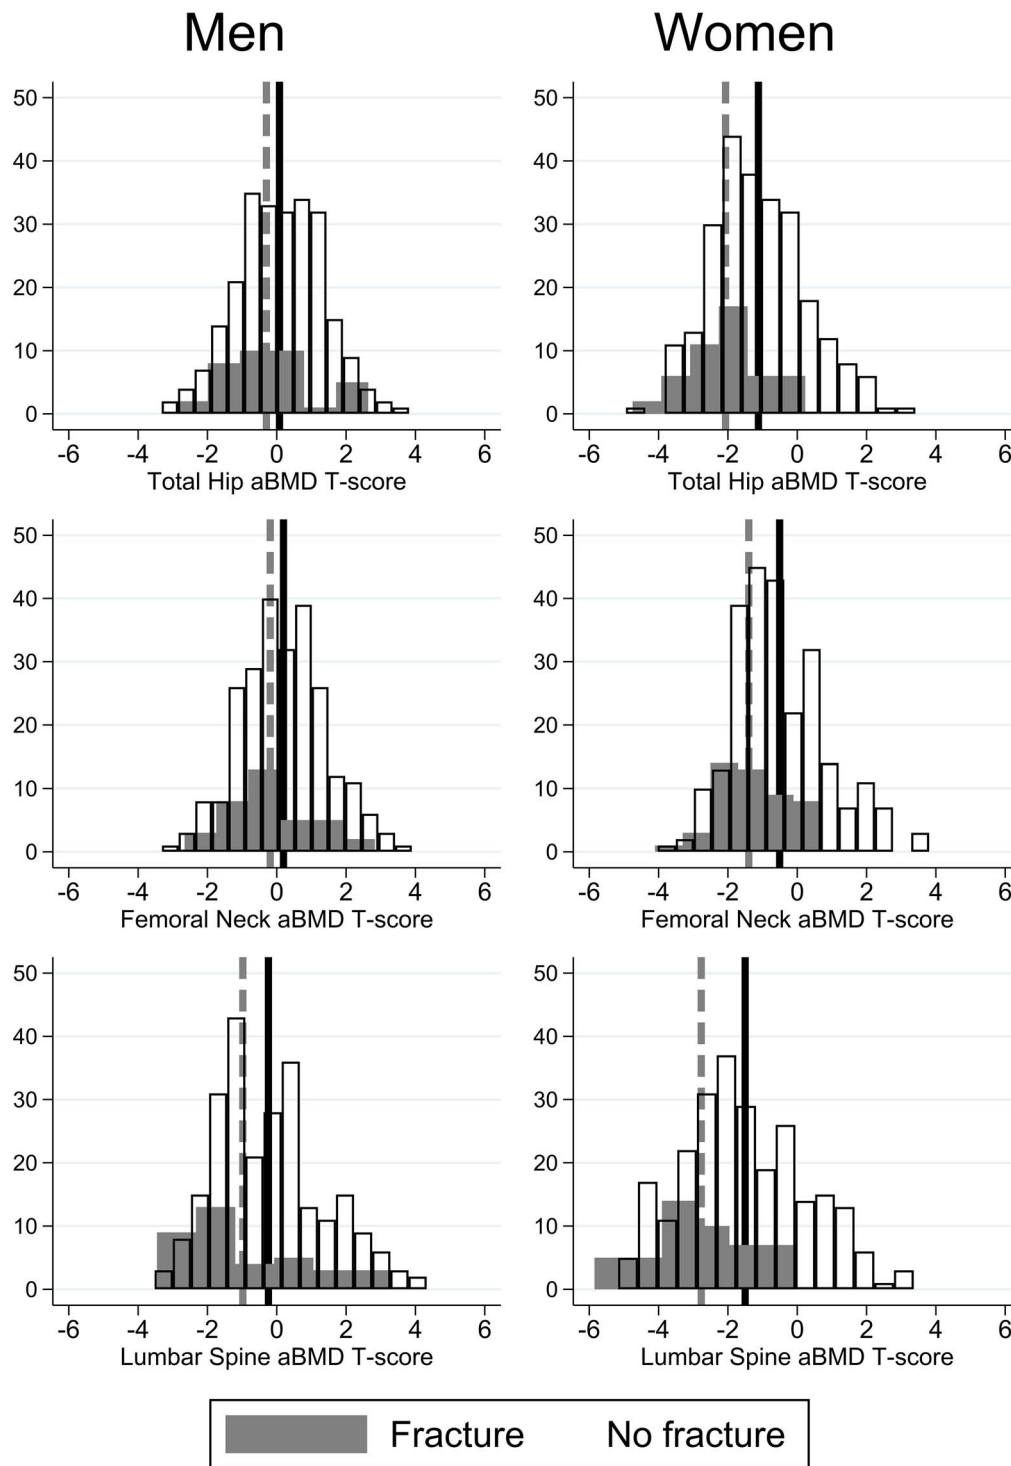 Men Women
50 50
40 40
30 30
20 20
10 10
0 0
-6 -4 -2 0 2 4 6 -6 -4 -2 0 2 4 6
Total Hip aBMD T-score Total Hip aBMD T-score
50 50
40 40
30 30
20 20
10 10
0 0
-6 -4 -2 0 2 4 6 -6 -4 -2 0 2 4 6
Femoral Neck aBMD T-score Femoral Neck aBMD T-score
50 50
40 40
30 30
20 20
10 10
0 0
-6 -4 -2 0 2 4 6 -6 -4 -2 0 2 4 6
Lumbar Spine aBMD T-score Lumbar Spine aBMD T-score
Fracture No fracture